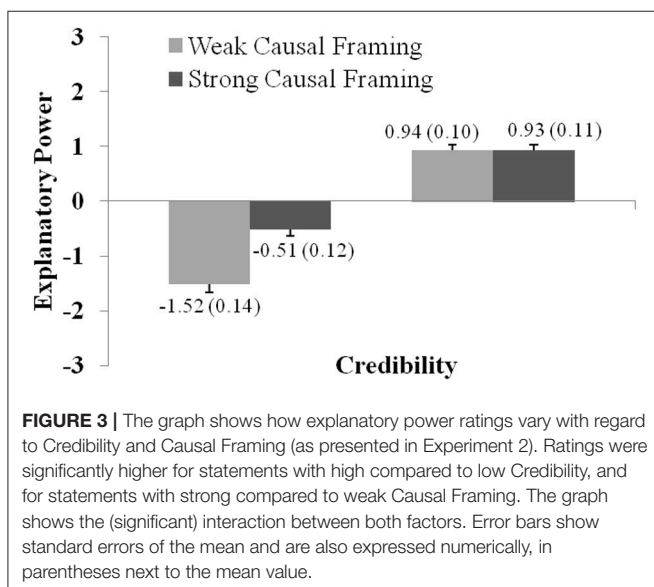 3
Weak Causal Framing
Strong Causal Framing
2
0.94 (0.10)
0.93 (0.11)
1
0
-1
-0.51 (0.12)
-1.52 (0.14)
-2
-3
Explanatory Power
Credibility
FIGURE 3 | The graph shows how explanatory power ratings vary with regard
to Credibility and Causal Framing (as presented in Experiment 2). Ratings were
significantly higher for statements with high compared to low Credibility, and
for statements with strong compared to weak Causal Framing. The graph
shows the (significant) interaction between both factors. Error bars show
standard errors of the mean and are also expressed numerically, in
parentheses next to the mean value.